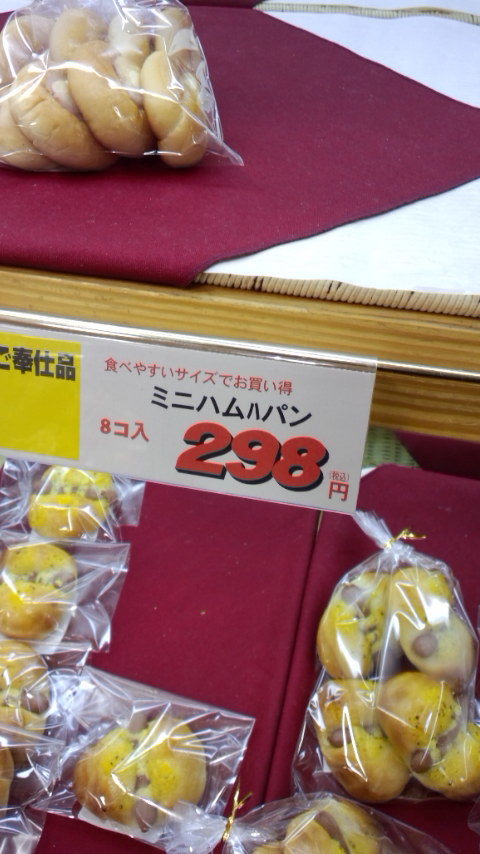 ご奉仕品
食べやすいサイズでお買い得
ミニハムハパン
8コ入
298
(税込)
円